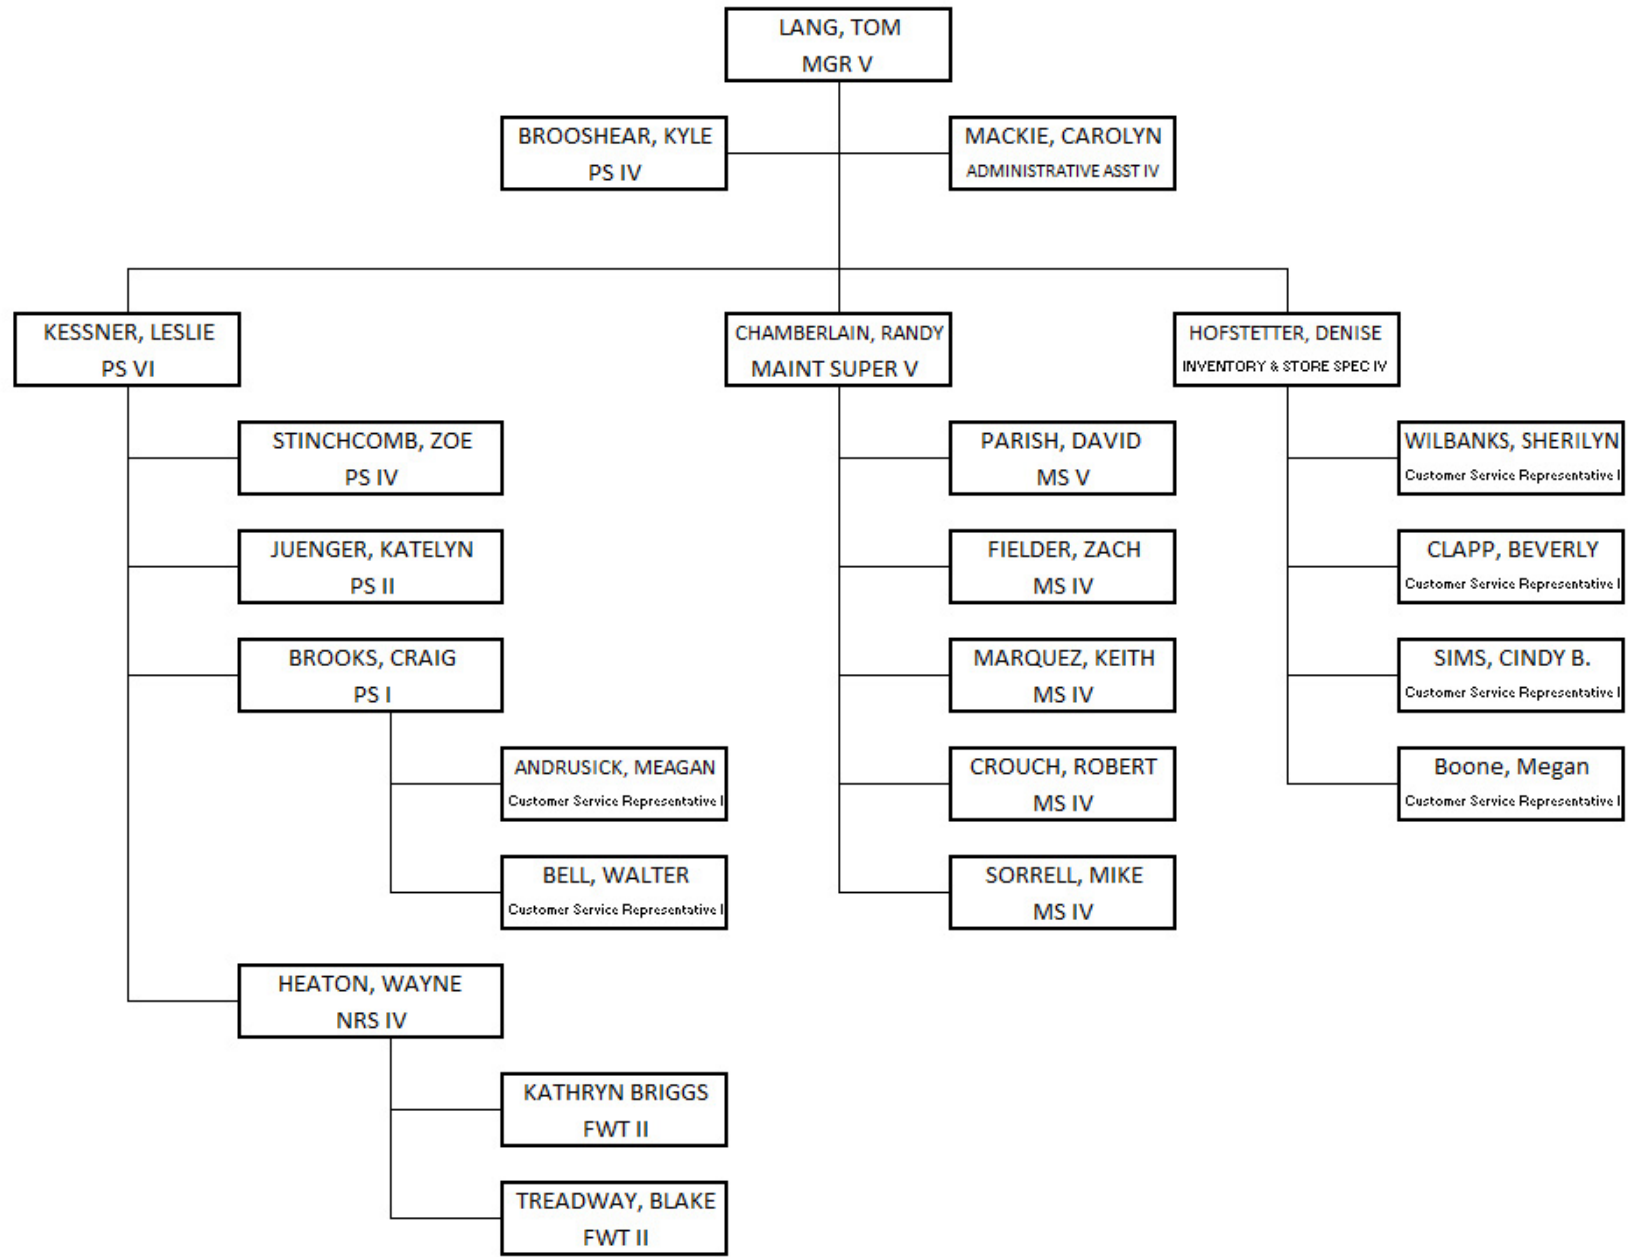 LANG, TOM
MGR V
BROOSHEAR, KYLE
PS IV
MACKIE, CAROLYN
ADMINISTRATIVE ASST IV
KESSNER, LESLIE
PS VI
CHAMBERLAIN, RANDY
MAINT SUPER V
HOFSTETTER, DENISE
INVENTORY & STORE SPEC IV
STINCHCOMB, ZOE
PS IV
PARISH, DAVID
MS V
WILBANKS, SHERILYN
Customer Service Representative I
JUENGER, KATELYN
PS II
FIELDER, ZACH
MS IV
CLAPP, BEVERLY
Customer Service Representative I
BROOKS, CRAIG
PS I
MARQUEZ, KEITH
MS IV
SIMS, CINDY B.
Customer Service Representative I
ANDRUSICK, MEAGAN
Customer Service Representative I
CROUCH, ROBERT
MS IV
Boone, Megan
Customer Service Representative I
BELL, WALTER
Customer Service Representative I
SORRELL, MIKE
MS IV
HEATON, WAYNE
NRS IV
KATHRYN BRIGGS
FWT II
TREADWAY, BLAKE
FWT II